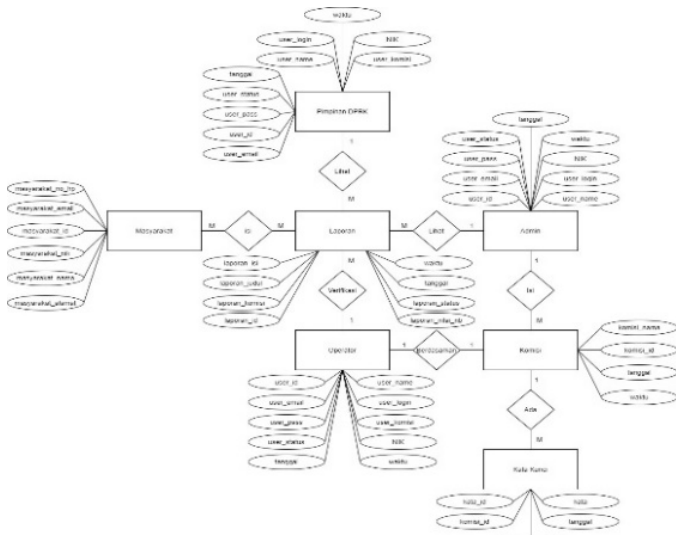 waktu
user_login
NIK
user_name
user_komisi
tanggal
user_status
user_pass
user_id
user_email
Pimpinan DPRK
1
Lihat
M
tanggal
user_status
waktu
user_pass
NIK
user_email
user_login
user_id
user_name
masyarakat_no_hp
masyarakat_email
masyarakat_id
masyarakat_nik
masyarakat_nama
masyarakat_alamat
Masyarakat
M
M
Laporan
M
Lihat
1
Admin
laporan_isi
laporan_judul
laporan_komisi
laporan_id
M
Verifikasi
1
waktu
tanggal
laporan_status
laporan_nilai_nb
1
Isi
M
Operator
1
Berdasarkan
1
Komisi
komisi_nama
komisi_id
tanggal
waktu
user_id
user_name
user_email
user_login
user_pass
user_komisi
user_status
NIK
tanggal
waktu
1
Ada
M
Kata Kunci
kata_id
kata
komisi_id
tanggal